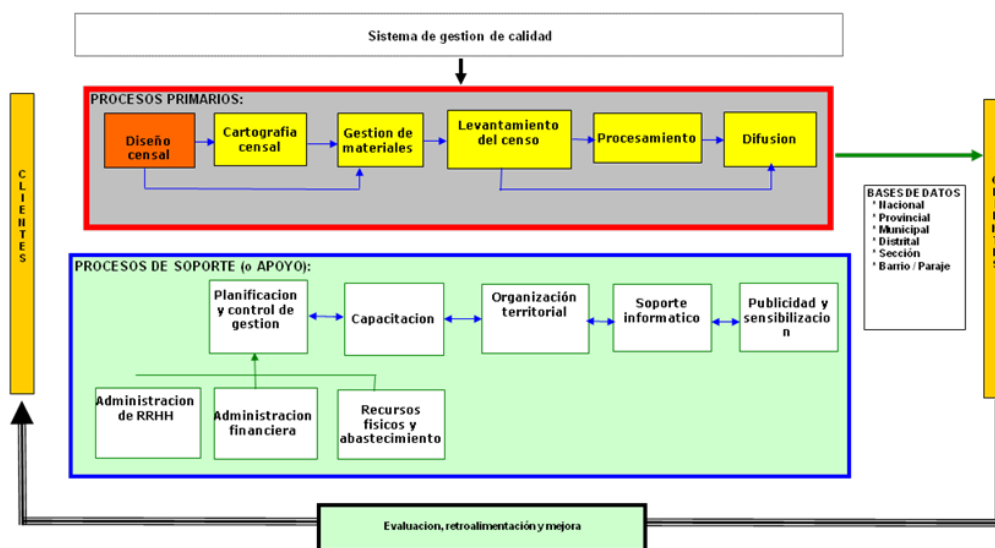 Sistema de gestion de calidad
PROCESOS PRIMARIOS:
Diseño
censal
Cartografia
censal
Gestion de
materiales
Levantamiento
del censo
Procesamiento
Difusion
CLIENTES
BASES DE DATOS
* Nacional
* Provincial
* Municipal
* Distrital
* Sección
* Barrio / Paraje
PROCESOS DE SOPORTE (o APOYO):
Planificacion
y control de
gestion
Capacitacion
Organización
territorial
Soporte
informatico
Publicidad y
sensibilizacio
n
Administracion
de RRHH
Administracion
financiera
Recursos
fisicos y
abastecimiento
Evaluacion, retroalimentación y mejora